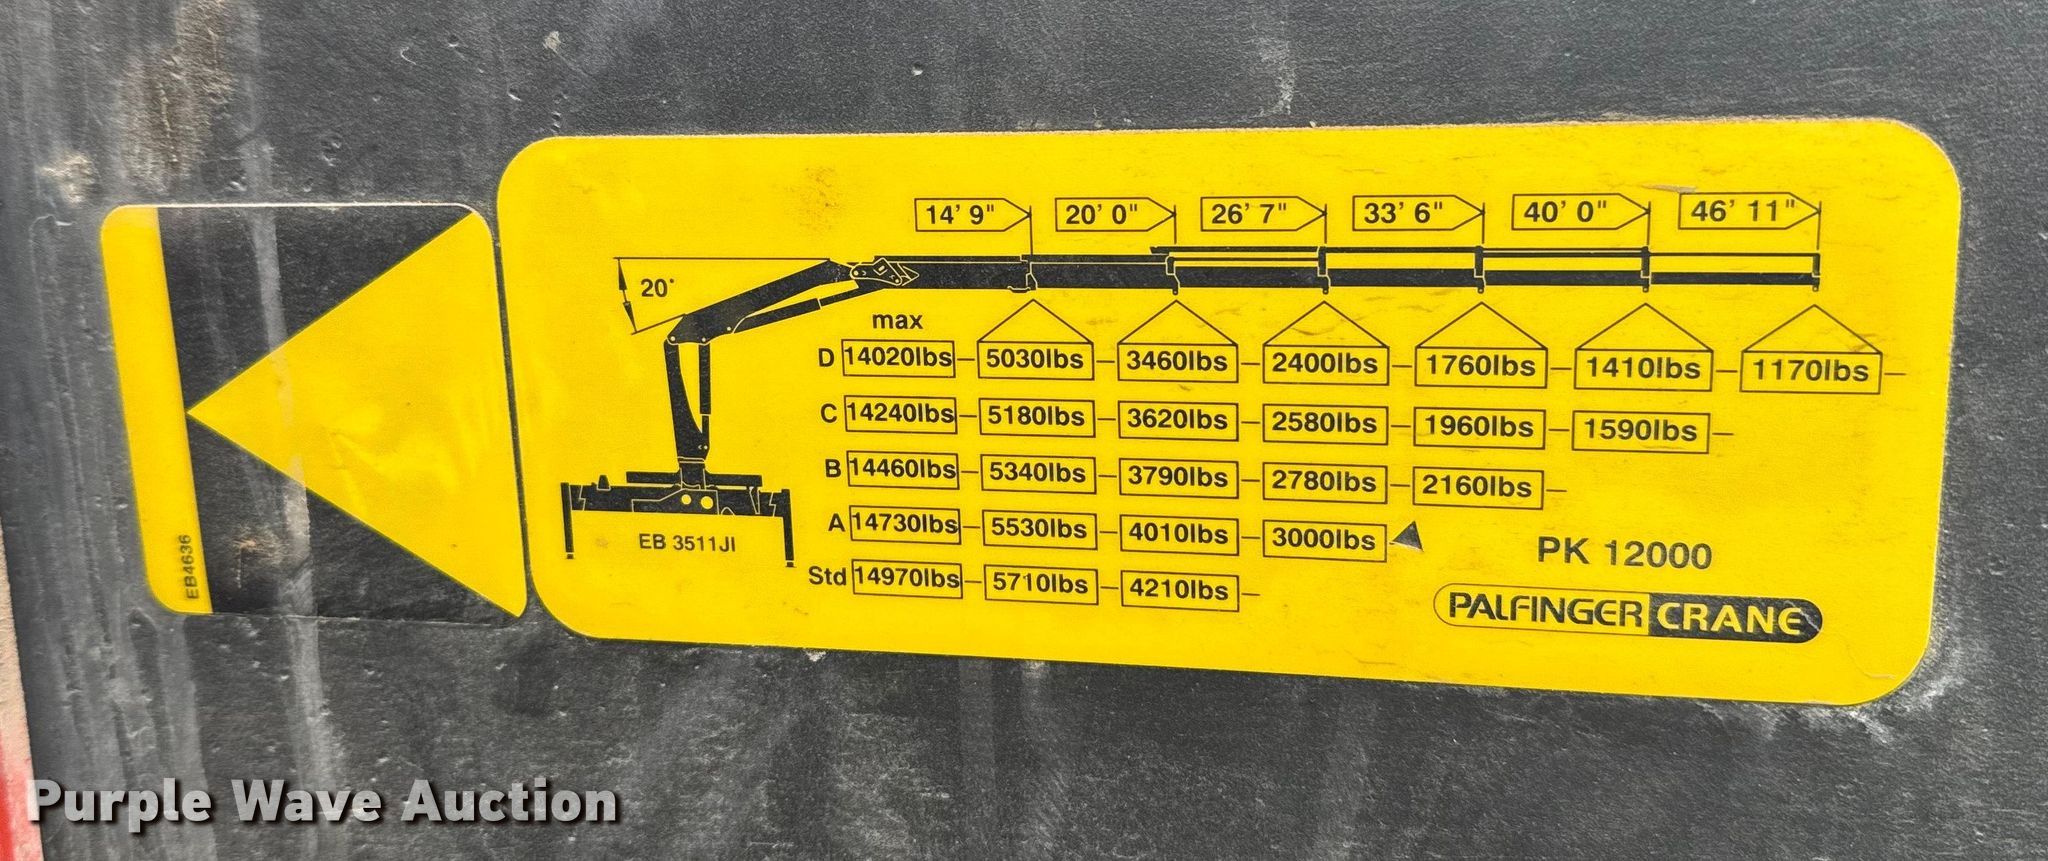 14' 9" 20' 0" 26' 7" 33' 6" 40' 0" 46' 11"
20°
max
D 14020lbs 5030lbs 3460lbs 2400lbs 1760lbs 1410lbs 1170lbs
C 14240lbs 5180lbs 3620lbs 2580lbs 1960lbs 1590lbs
B 14460lbs 5340lbs 3790lbs 2780lbs 2160lbs
A 14730lbs 5530lbs 4010lbs 3000lbs
Std 14970lbs 5710lbs 4210lbs
EB 3511JI
PK 12000
PALFINGER CRANE
EB4636
Purple Wave Auction